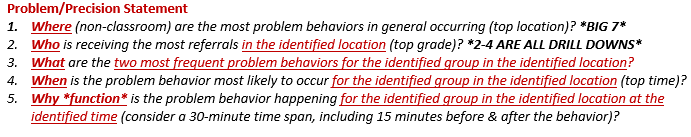 Problem/Precision Statement
1. Where (non-classroom) are the most problem behaviors in general occurring (top location)? *BIG 7*
2. Who is receiving the most referrals in the identified location (top grade)? *2-4 ARE ALL DRILL DOWNS*
3. What are the two most frequent problem behaviors for the identified group in the identified location?
4. When is the problem behavior most likely to occur for the identified group in the identified location (top time)?
5. Why *function* is the problem behavior happening for the identified group in the identified location at the
identified time (consider a 30-minute time span, including 15 minutes before & after the behavior)?